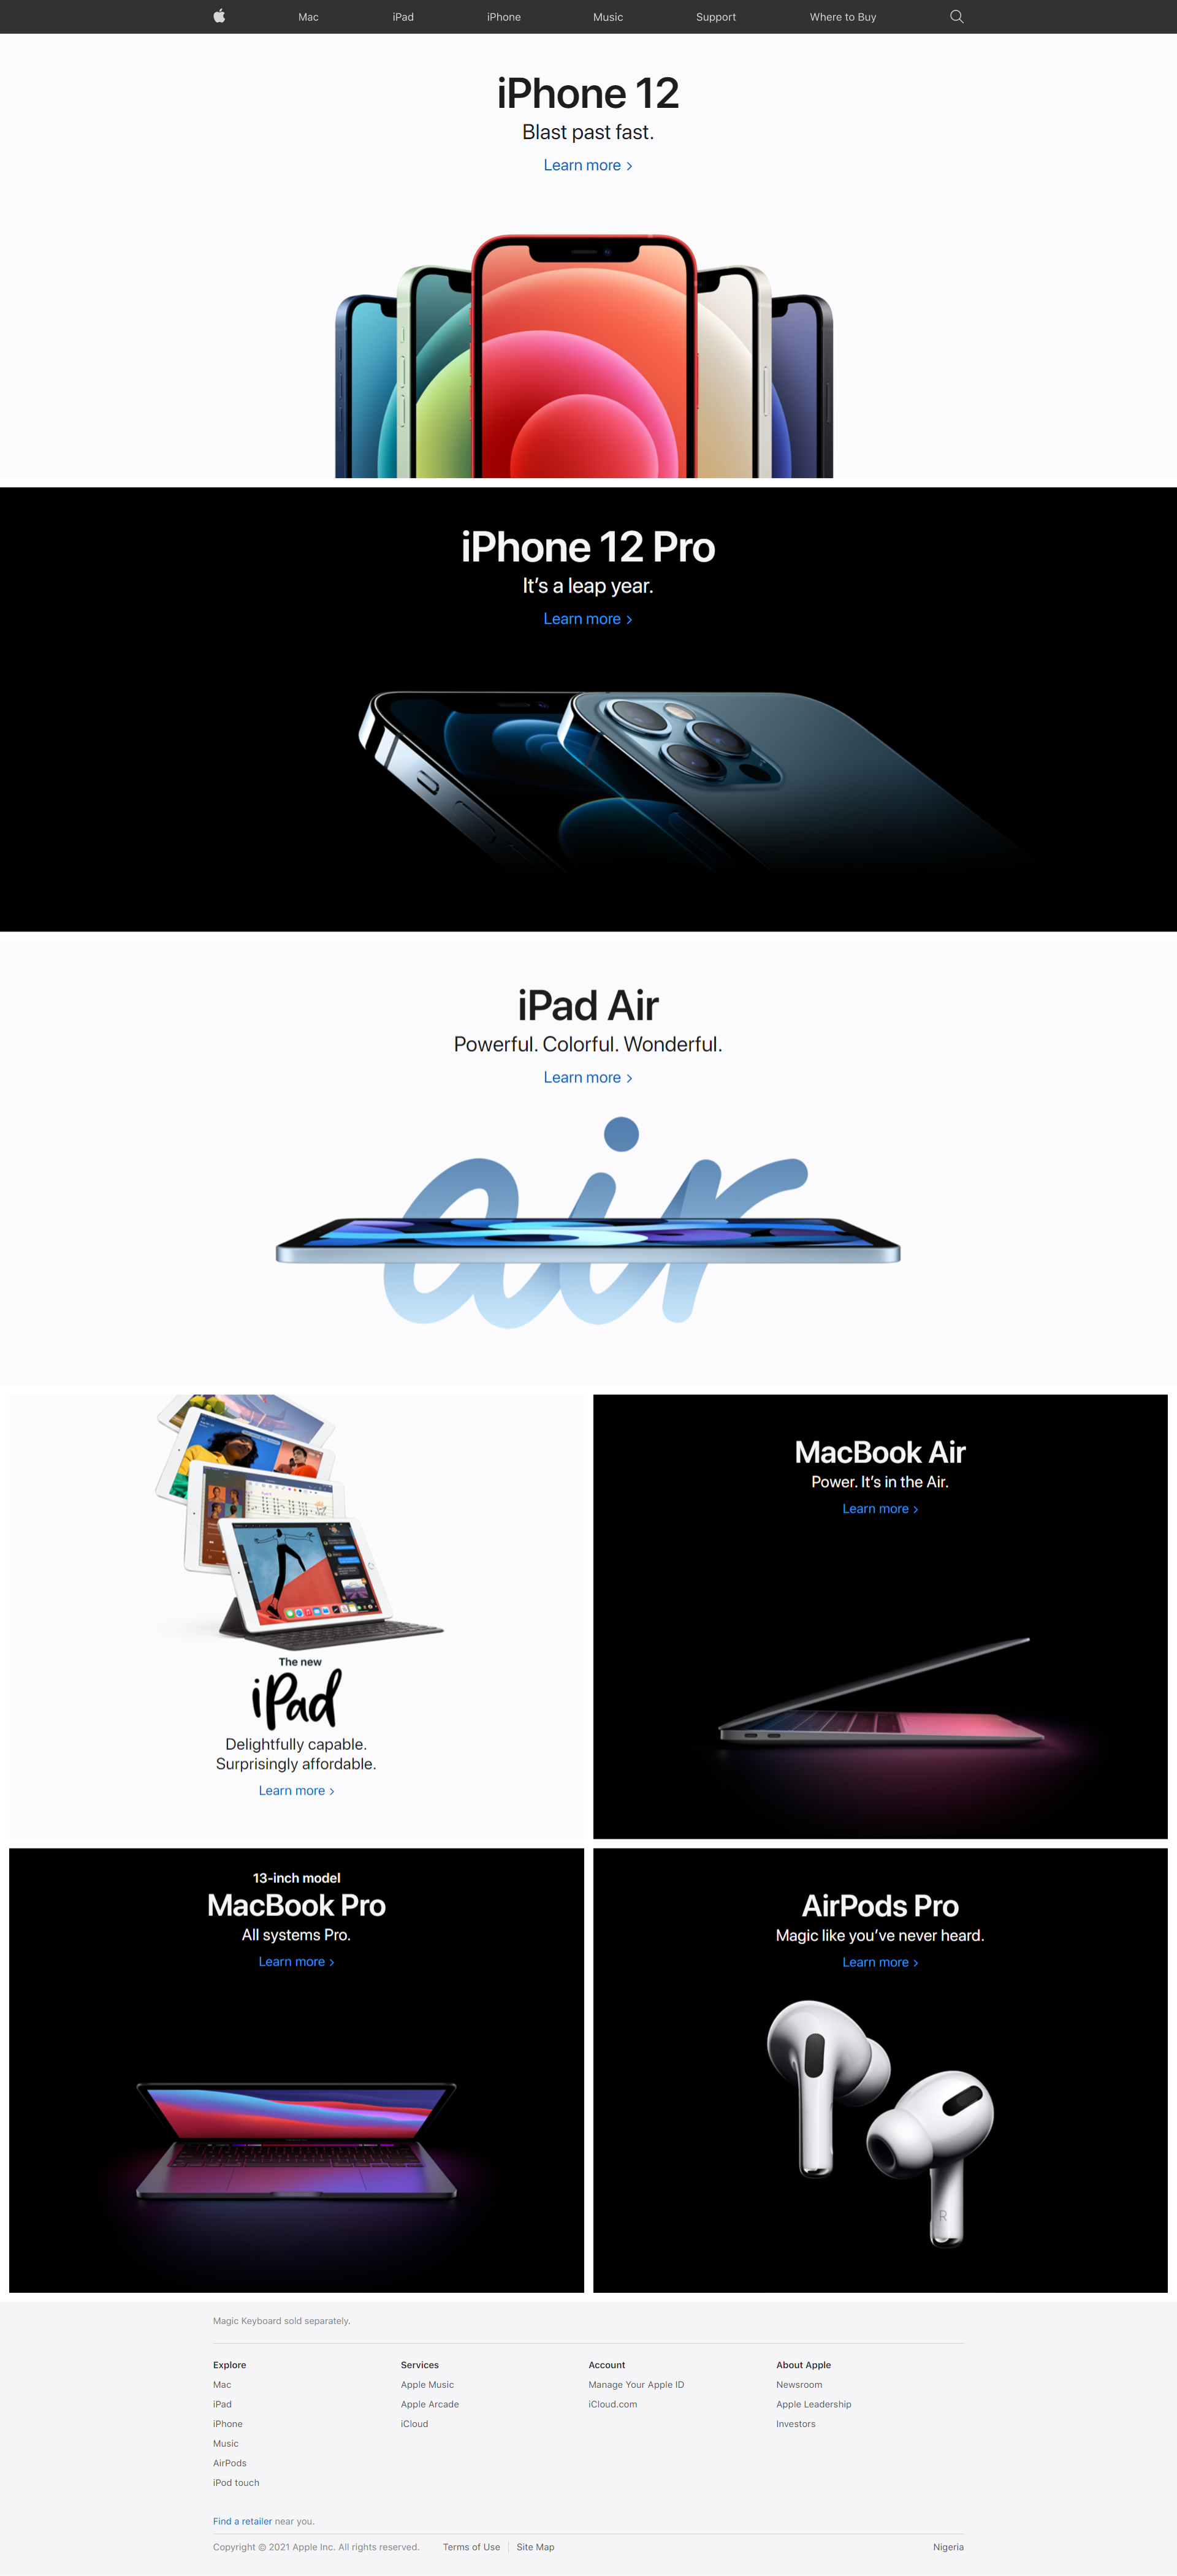 Mac iPad iPhone Music Support Where to Buy
iPhone 12
Blast past fast.
Learn more >
iPhone 12 Pro
It's a leap year.
Learn more >
iPad Air
Powerful. Colorful. Wonderful.
Learn more >
air
The new
iPad
Delightfully capable.
Surprisingly affordable.
Learn more >
MacBook Air
Power. It's in the Air.
Learn more >
13-inch model
MacBook Pro
All systems Pro.
Learn more >
AirPods Pro
Magic like you've never heard.
Learn more >
R
Magic Keyboard sold separately.
Explore
Mac
iPad
iPhone
Music
AirPods
iPod touch
Services
Apple Music
Apple Arcade
iCloud
Account
Manage Your Apple ID
iCloud.com
About Apple
Newsroom
Apple Leadership
Investors
Find a retailer near you.
Copyright © 2021 Apple Inc. All rights reserved. Terms of Use | Site Map Nigeria